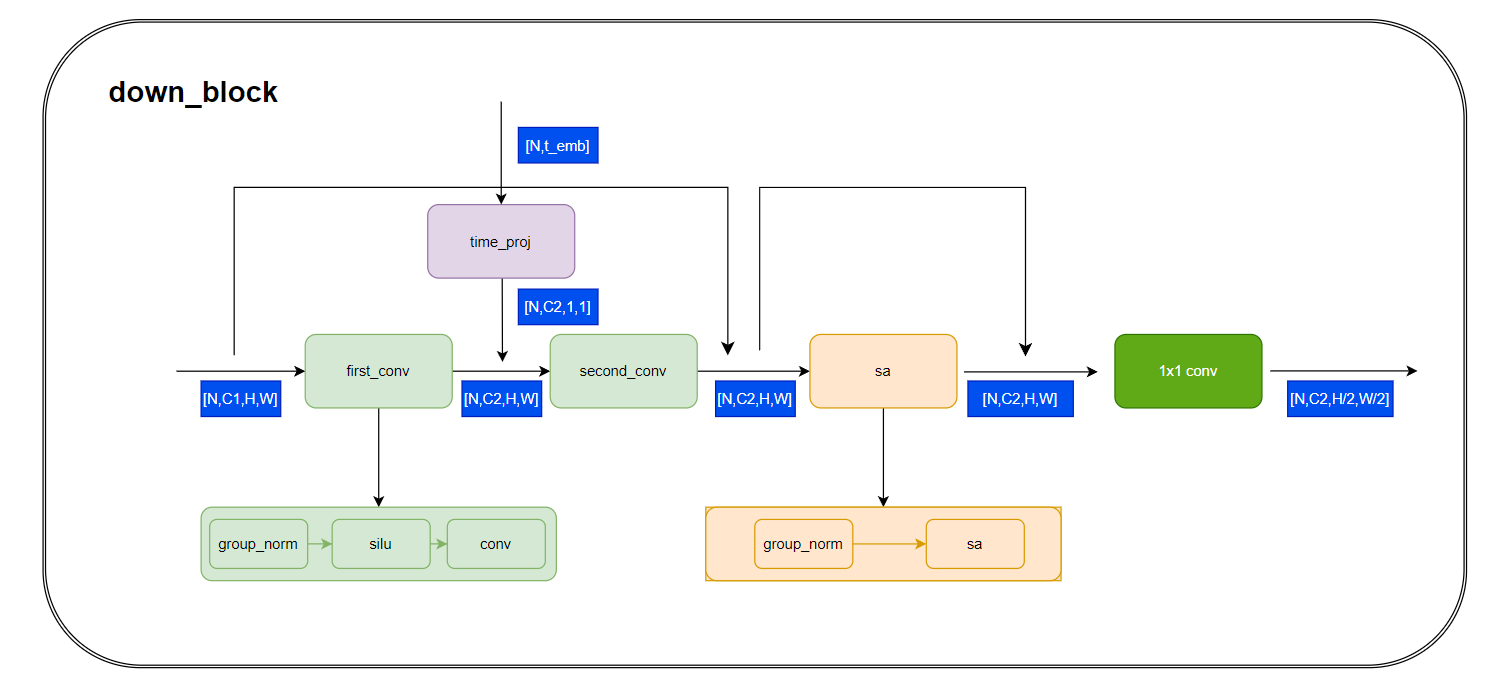 down_block
[N,t_emb]
time_proj
[N,C2,1,1]
first_conv
second_conv
sa
1x1 conv
[N,C1,H,W]
[N,C2,H,W]
[N,C2,H,W]
[N,C2,H,W]
[N,C2,H/2,W/2]
group_norm
silu
conv
group_norm
sa